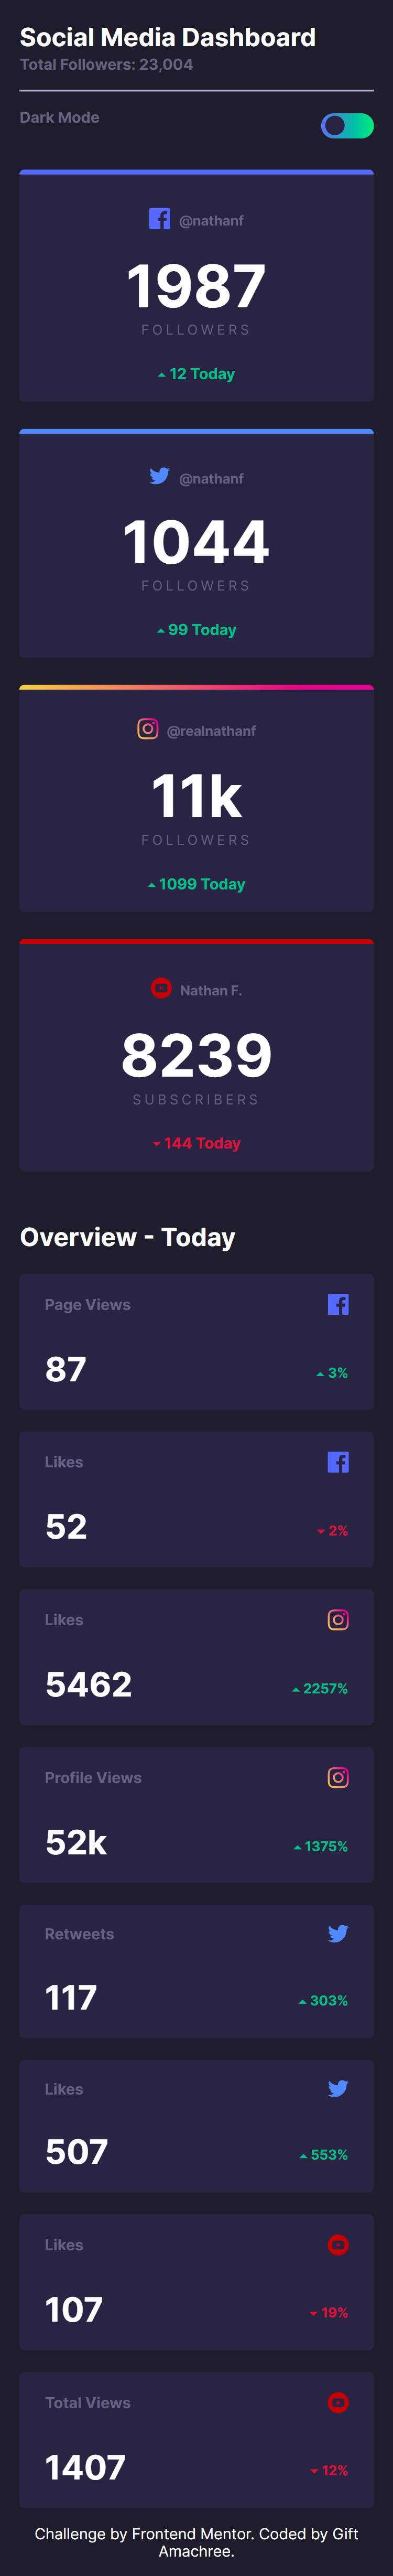 Social Media Dashboard
Total Followers: 23,004
Dark Mode
@nathanf
1987
FOLLOWERS
12 Today
@nathanf
1044
FOLLOWERS
99 Today
@realnathanf
11k
FOLLOWERS
1099 Today
Nathan F.
8239
SUBSCRIBERS
144 Today
Overview - Today
Page Views
87
3%
Likes
52
2%
Likes
5462
2257%
Profile Views
52k
1375%
Retweets
117
303%
Likes
507
553%
Likes
107
19%
Total Views
1407
12%
Challenge by Frontend Mentor. Coded by Gift
Amachree.